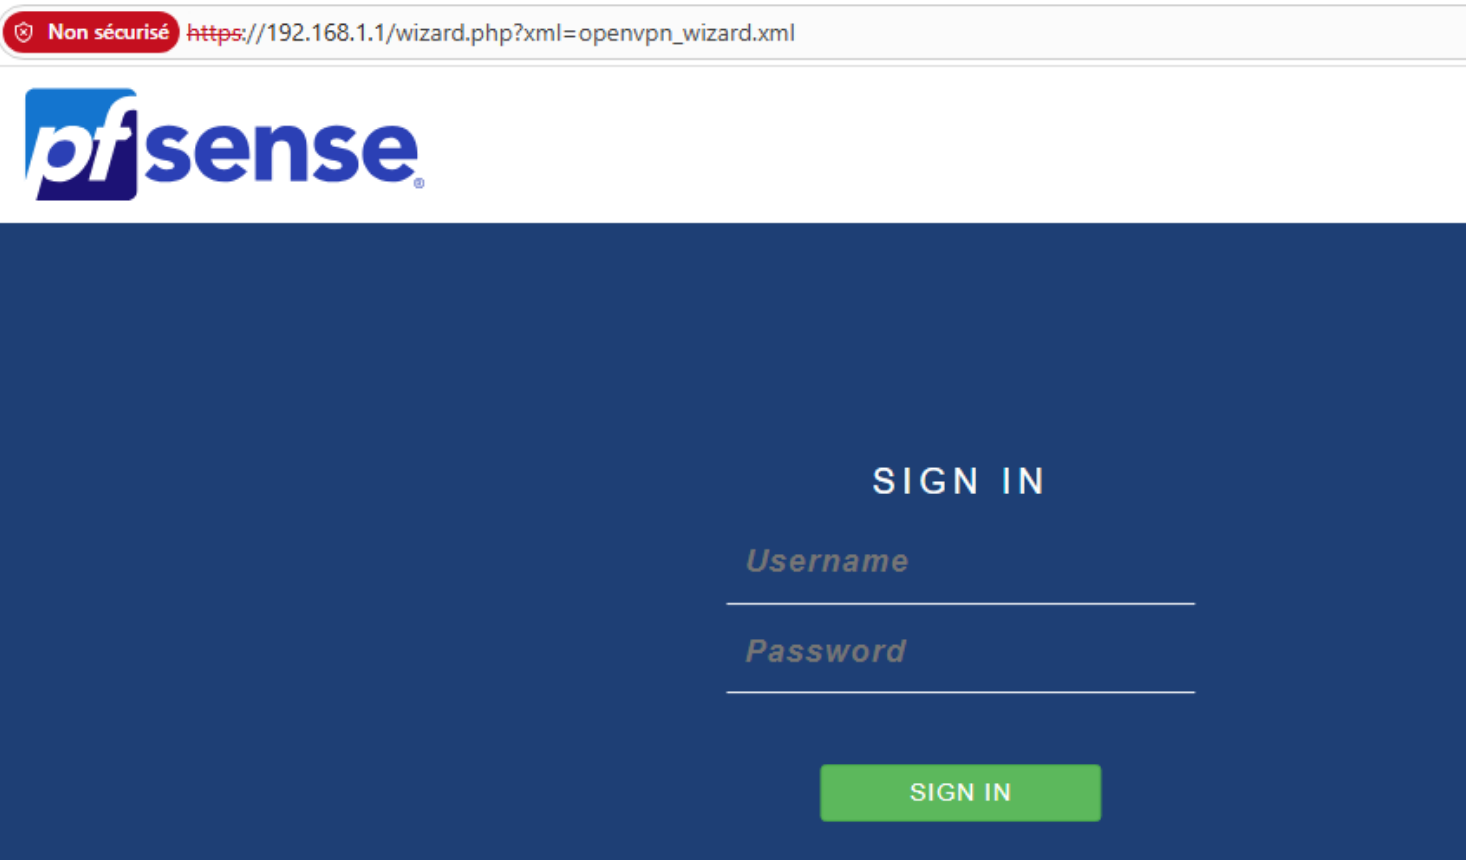 Non sécurisé https://192.168.1.1/wizard.php?xml=openvpn_wizard.xml
pfsense®
SIGN IN
Username
Password
SIGN IN